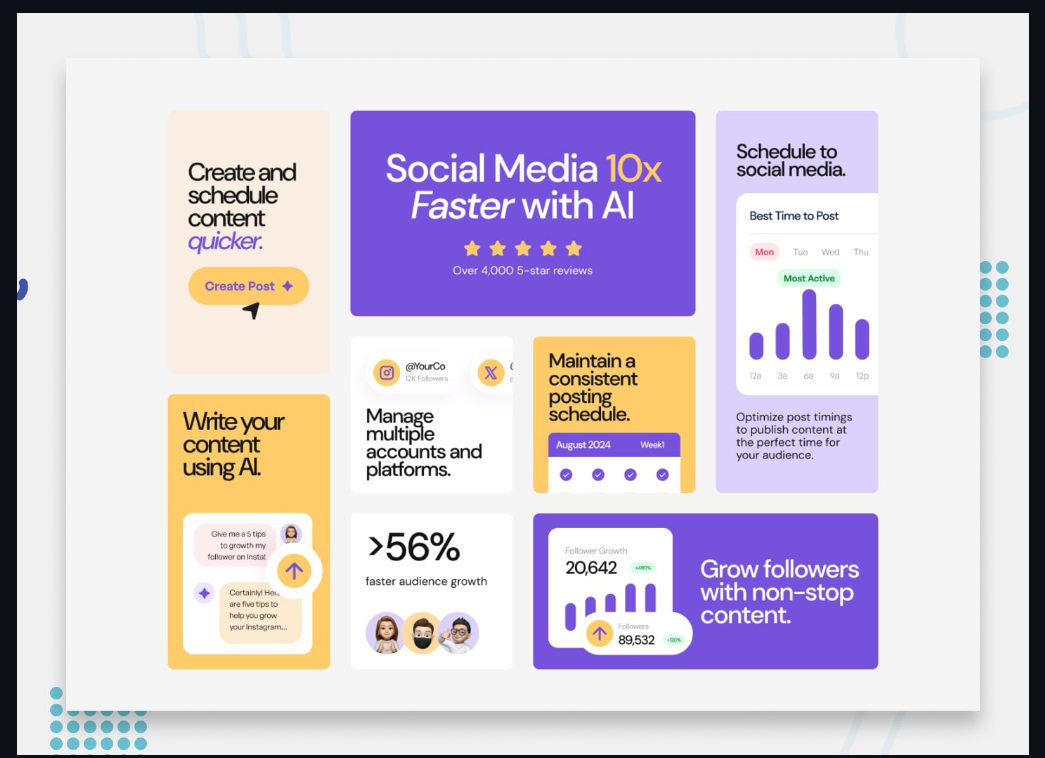 Create and
schedule
content
quicker.
Create Post
Social Media 10x
Faster with AI
Over 4,000 5-star reviews
Schedule to
social media.
Best Time to Post
Mon Tue Wed Thu
Most Active
12a 3a 6a 9a 12p
Optimize post timings
to publish content at
the perfect time for
your audience.
@YourCo
12K Followers
Manage
multiple
accounts and
platforms.
Maintain a
consistent
posting
schedule.
August 2024 Week1
Write your
content
using AI.
Give me a 5 tips
to growth my
follower on Insta!
Certainly!
are five tips to
help you grow
your Instagram...
>56%
faster audience growth
Follower Growth
20,642
Followers
89,532
Grow followers
with non-stop
content.